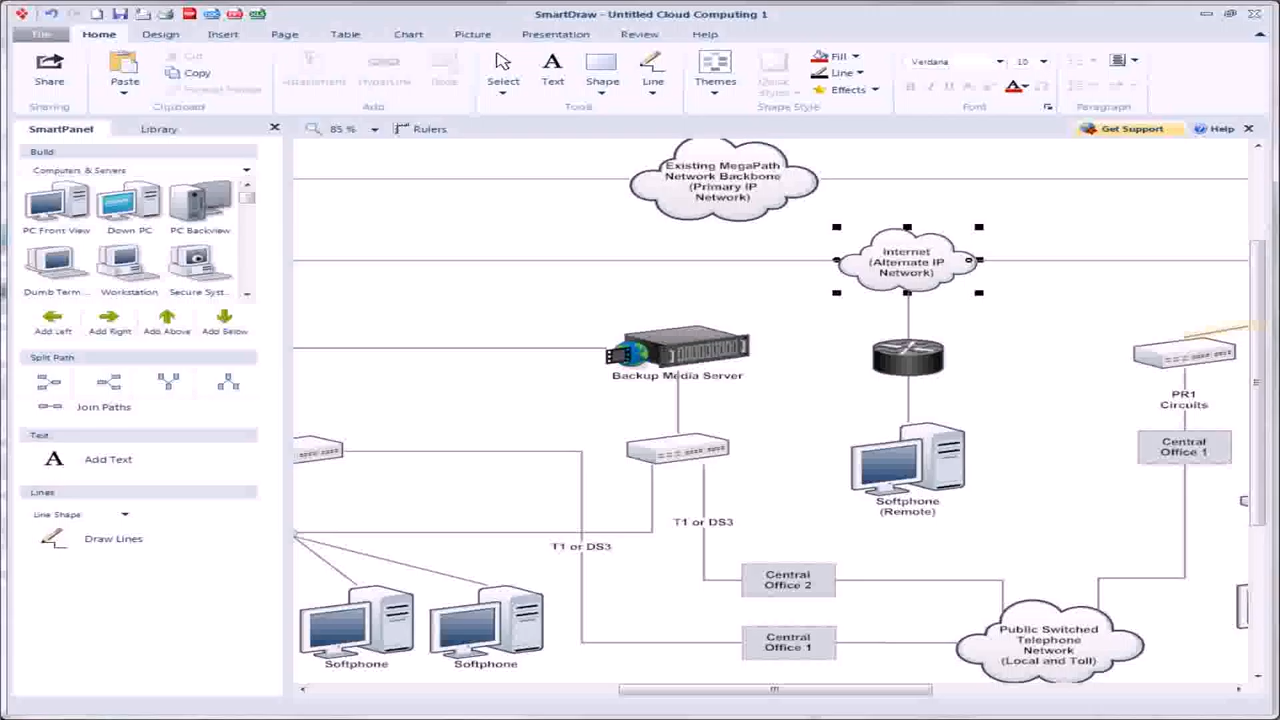 SmartDraw - Untitled Cloud Computing 1
File Home Design Insert Page Table Chart Picture Presentation Review Help
Share
Paste
Cut
Copy
Format Painter
Hyperlink
Select
Text
Shape
Line
Themes
Quick
Styles
Fill
Line
Effects
Verdana 10
Sharing Clipboard Add Tools Shape Style Font Paragraph
SmartPanel Library
85 % Rulers
Get Support Help
Build
Computers & Servers
PC Front View Down PC PC Backview
Dumb Term... Workstation Secure Syst...
Add Left Add Right Add Above Add Below
Split Path
Join Paths
Text
A Add Text
Lines
Line Shape
Draw Lines
Existing MegaPath
Network Backbone
(Primary IP
Network)
Internet
(Alternate IP
Network)
Backup Media Server
PR1
Circuits
Central
Office 1
Softphone
(Remote)
T1 or DS3
T1 or DS3
Central
Office 2
Central
Office 1
Public Switched
Telephone
Network
(Local and Toll)
Softphone
Softphone